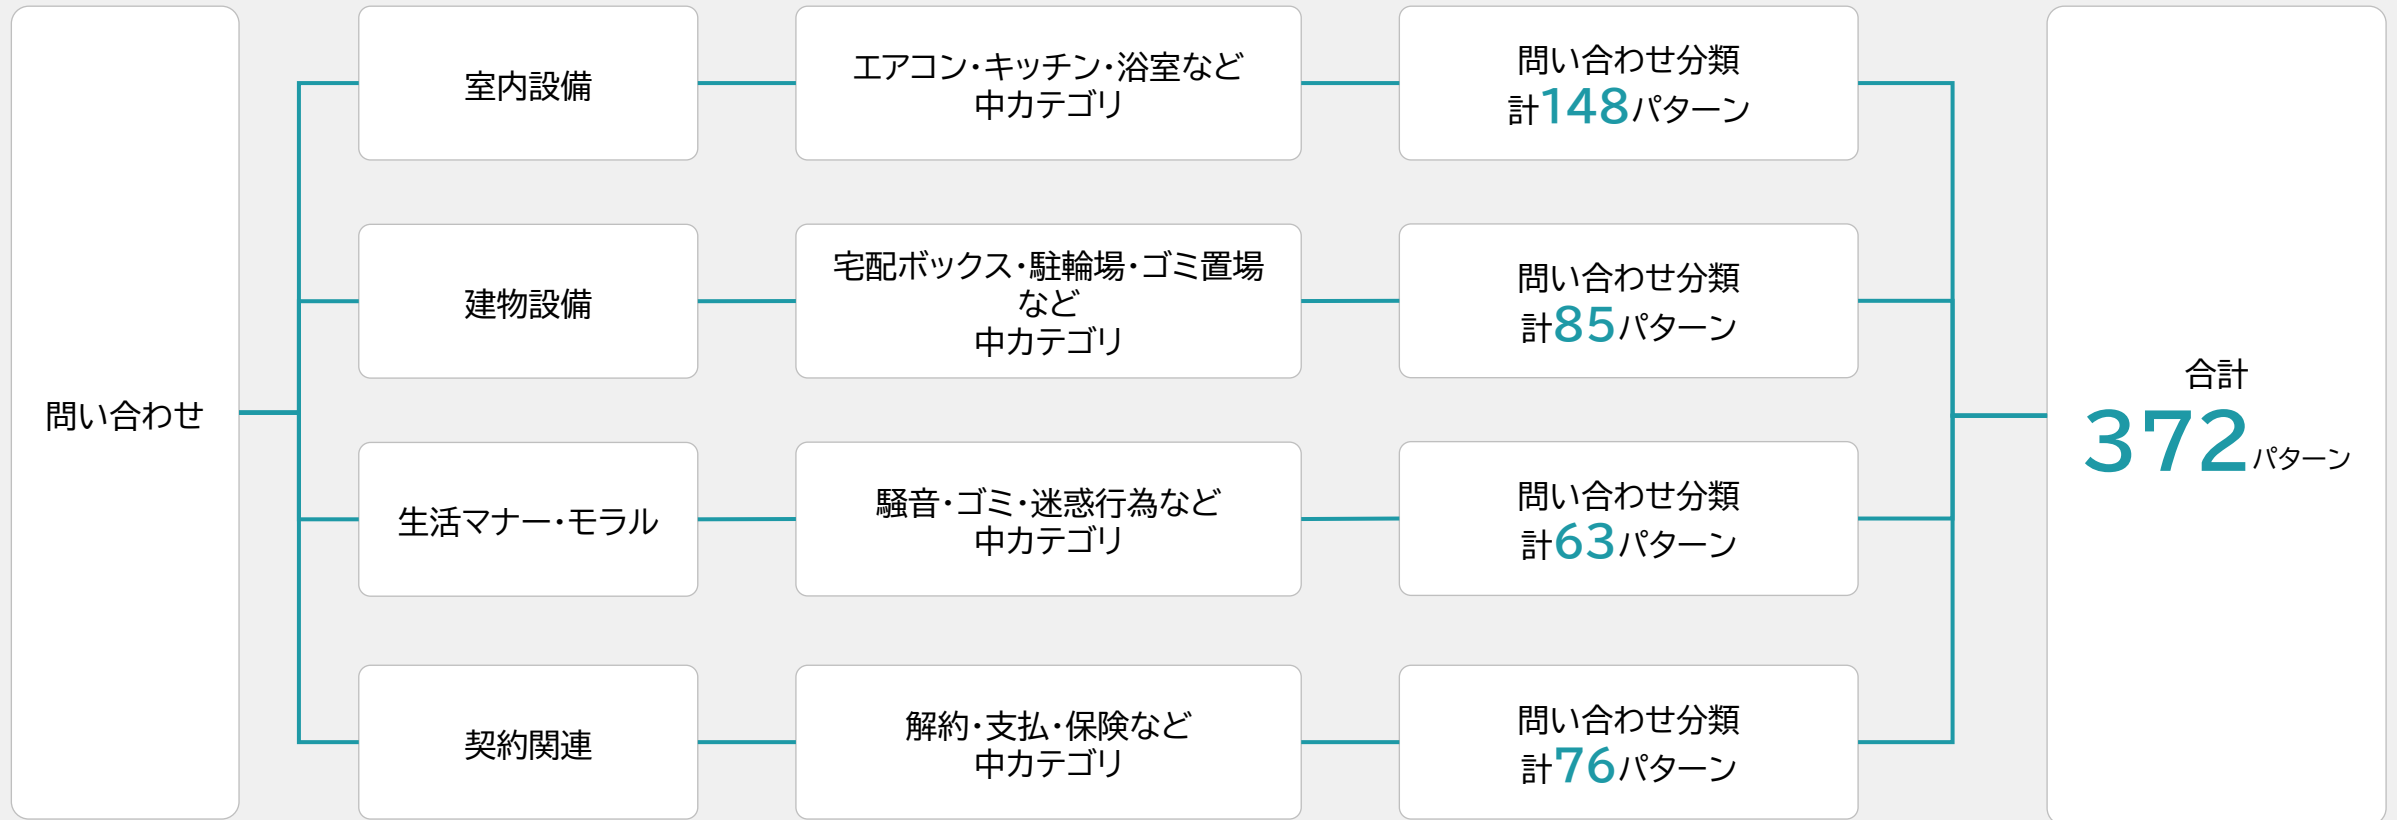 問い合わせ
室内設備
エアコン・キッチン・浴室など
中カテゴリ
問い合わせ分類
計148パターン
建物設備
宅配ボックス・駐輪場・ゴミ置場
など
中カテゴリ
問い合わせ分類
計85パターン
生活マナー・モラル
騒音・ゴミ・迷惑行為など
中カテゴリ
問い合わせ分類
計63パターン
契約関連
解約・支払・保険など
中カテゴリ
問い合わせ分類
計76パターン
合計
372パターン